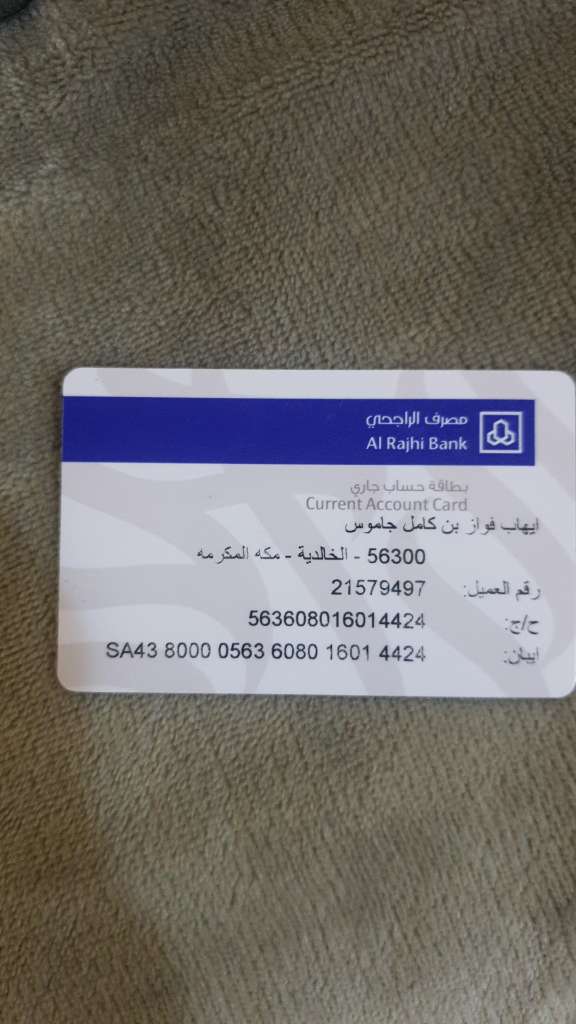 مصرف الراجحي
Al Rajhi Bank
بطاقة حساب جاري
Current Account Card
ايهاب فواز بن كامل جاموس
56300 - الخالدية - مكه المكرمه
رقم العميل: 21579497
ح/ج: 563608016014424
ايبان: SA43 8000 0563 6080 1601 4424